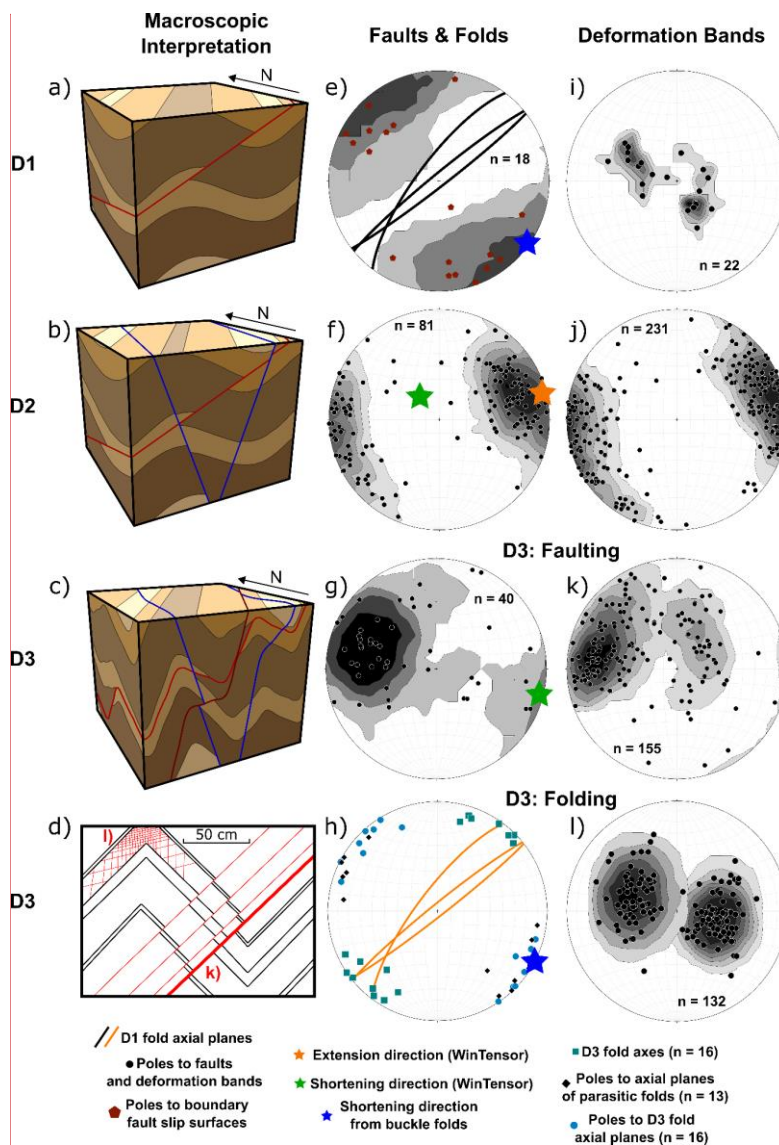 Macroscopic
Interpretation
Faults & Folds
Deformation Bands
a)
N
e)
i)
D1
n = 18
n = 22
b)
N
f)
n = 81
j)
n = 231
D2
D3: Faulting
c)
N
g)
n = 40
k)
D3
n = 155
D3: Folding
d)
l)
50 cm
h)
l)
D3
k)
n = 132
D1 fold axial planes
Poles to faults
and deformation bands
Poles to boundary
fault slip surfaces
Extension direction (WinTensor)
Shortening direction (WinTensor)
Shortening direction
from buckle folds
D3 fold axes (n = 16)
Poles to axial planes
of parasitic folds (n = 13)
Poles to D3 fold
axial planes (n = 16)